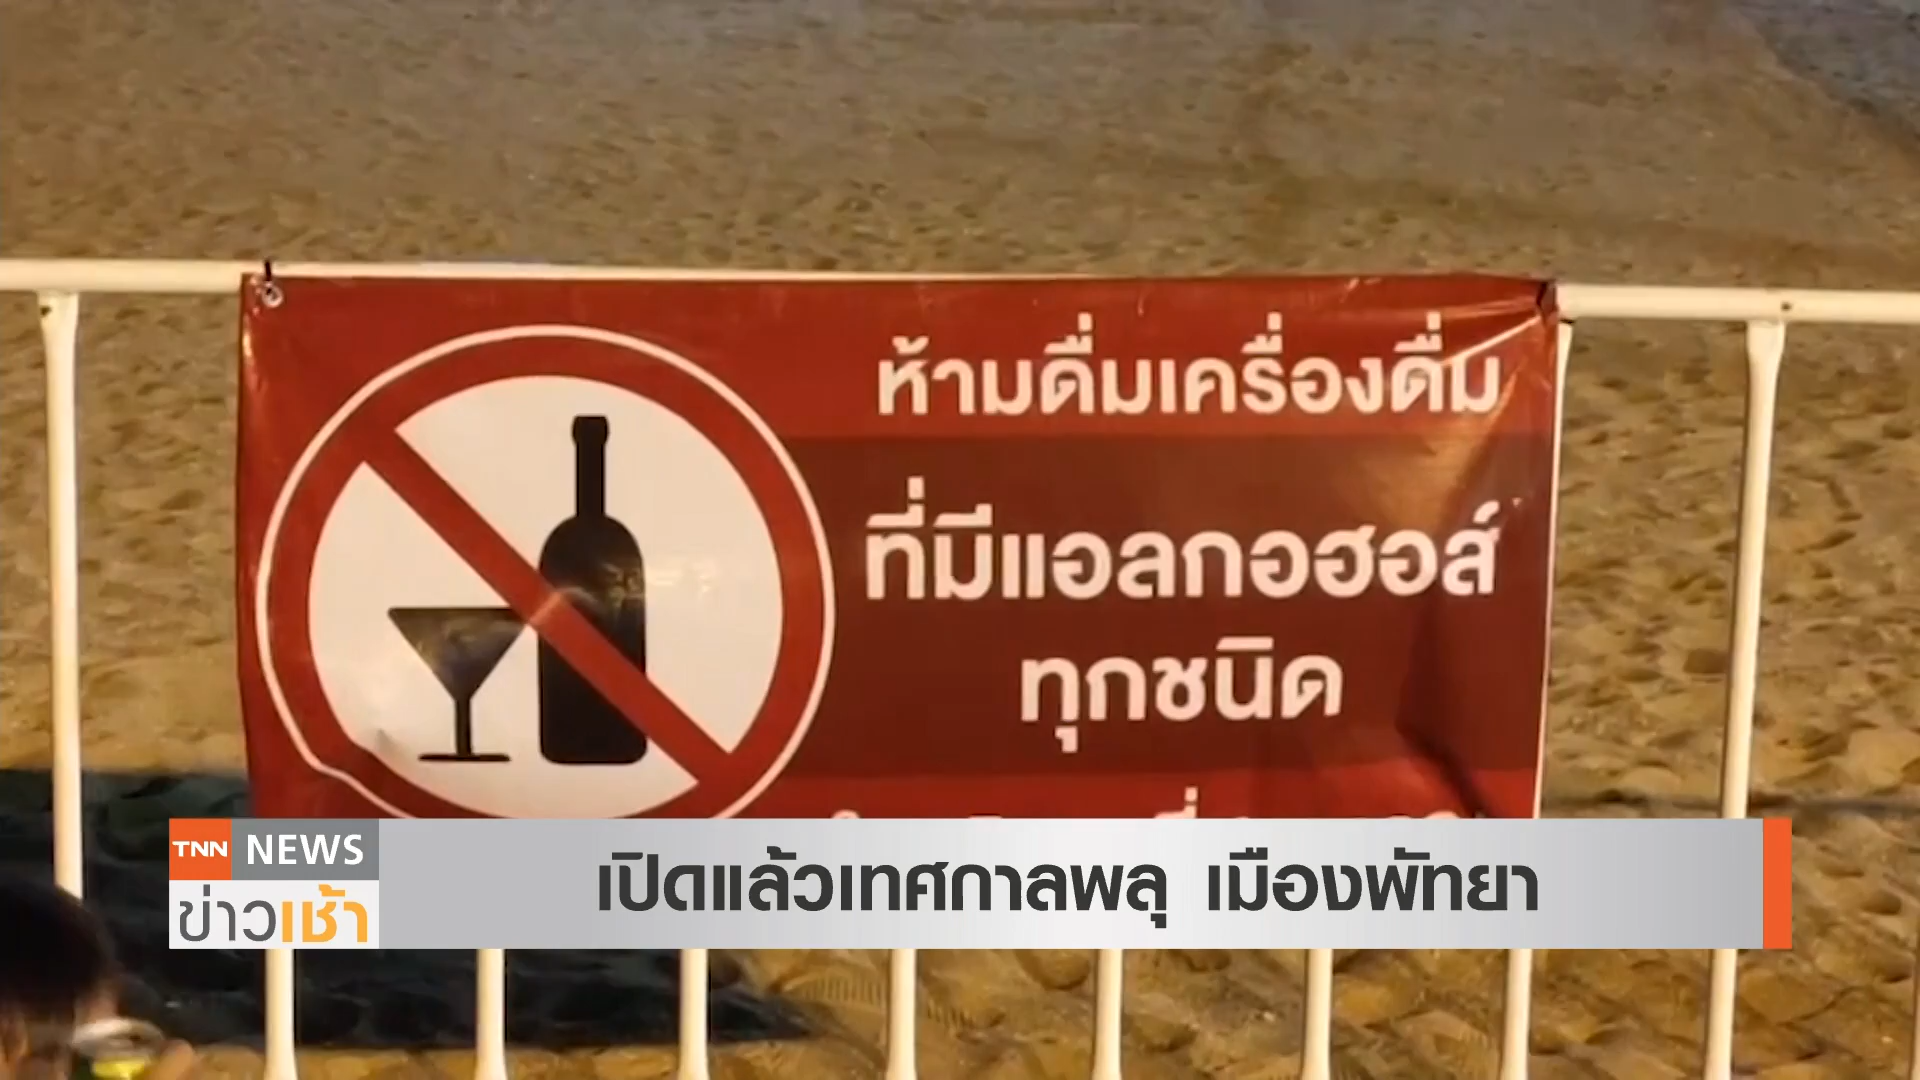 ห้ามดื่มเครื่องดื่ม
ที่มีแอลกอฮอล์
ทุกชนิด
TNN NEWS
ข่าวเช้า
เปิดแล้วเทศกาลพลุ เมืองพัทยา